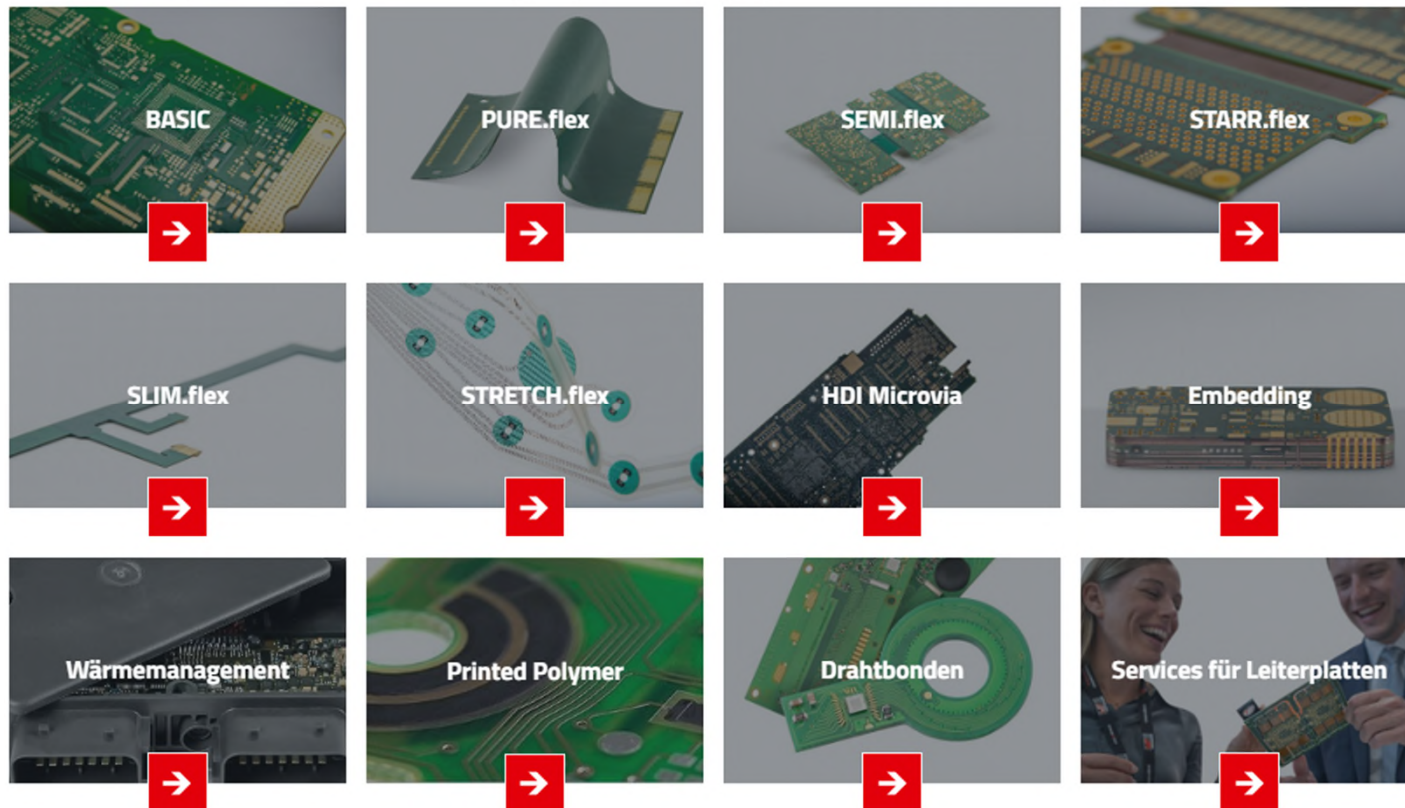 BASIC
PURE.flex
SEMI.flex
STARR.flex
SLIM.flex
STRETCH.flex
HDI Microvia
Embedding
Wärmemanagement
Printed Polymer
Drahtbonden
Services für Leiterplatten